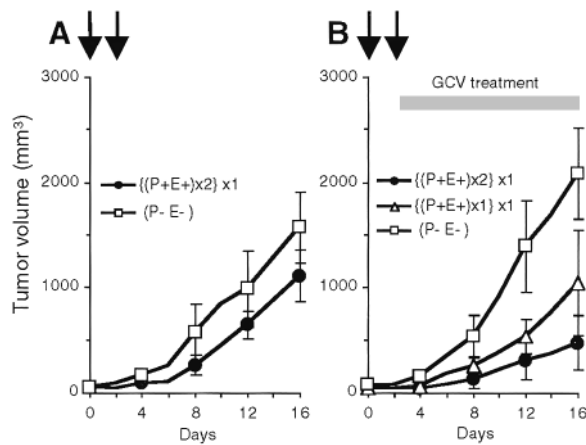 A
B
3000
2000
1000
0
Tumor volume (mm³)
{(P+E+)x2} x1
(P- E- )
0 4 8 12 16
Days
3000
GCV treatment
2000
1000
0
{(P+E+)x2} x1
{(P+E+)x1} x1
(P- E- )
0 4 8 12 16
Days